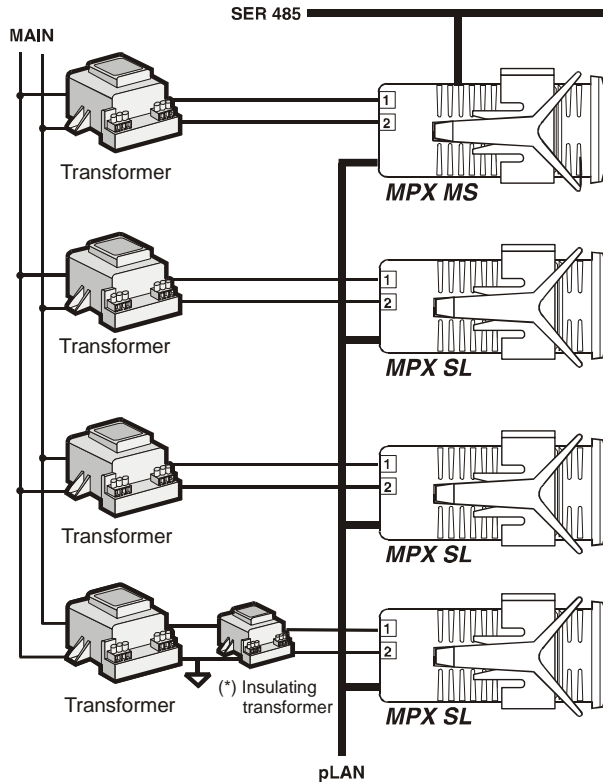 SER 485
MAIN
1
2
Transformer
MPX MS
1
2
Transformer
MPX SL
1
2
Transformer
MPX SL
1
2
Transformer
(*) Insulating
transformer
MPX SL
pLAN